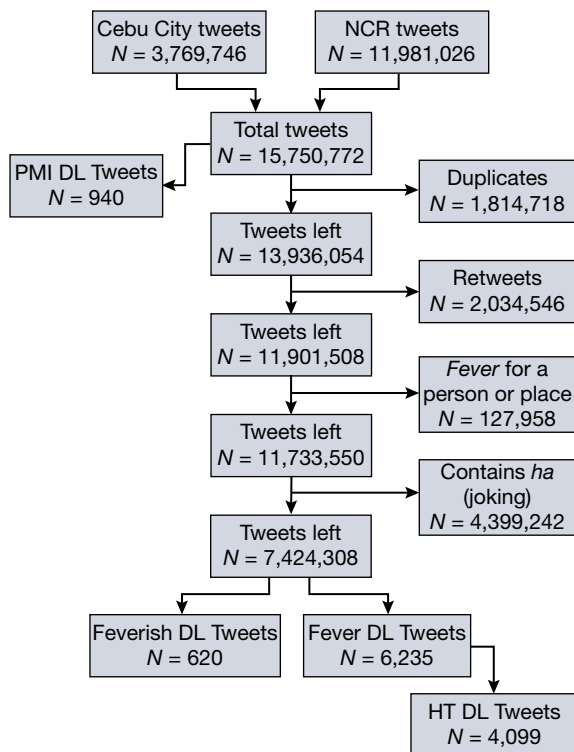 Cebu City tweets
N = 3,769,746
NCR tweets
N = 11,981,026
Total tweets
N = 15,750,772
PMI DL Tweets
N = 940
Duplicates
N = 1,814,718
Tweets left
N = 13,936,054
Retweets
N = 2,034,546
Tweets left
N = 11,901,508
Fever for a
person or place
N = 127,958
Tweets left
N = 11,733,550
Contains ha
(joking)
N = 4,399,242
Tweets left
N = 7,424,308
Feverish DL Tweets
N = 620
Fever DL Tweets
N = 6,235
HT DL Tweets
N = 4,099